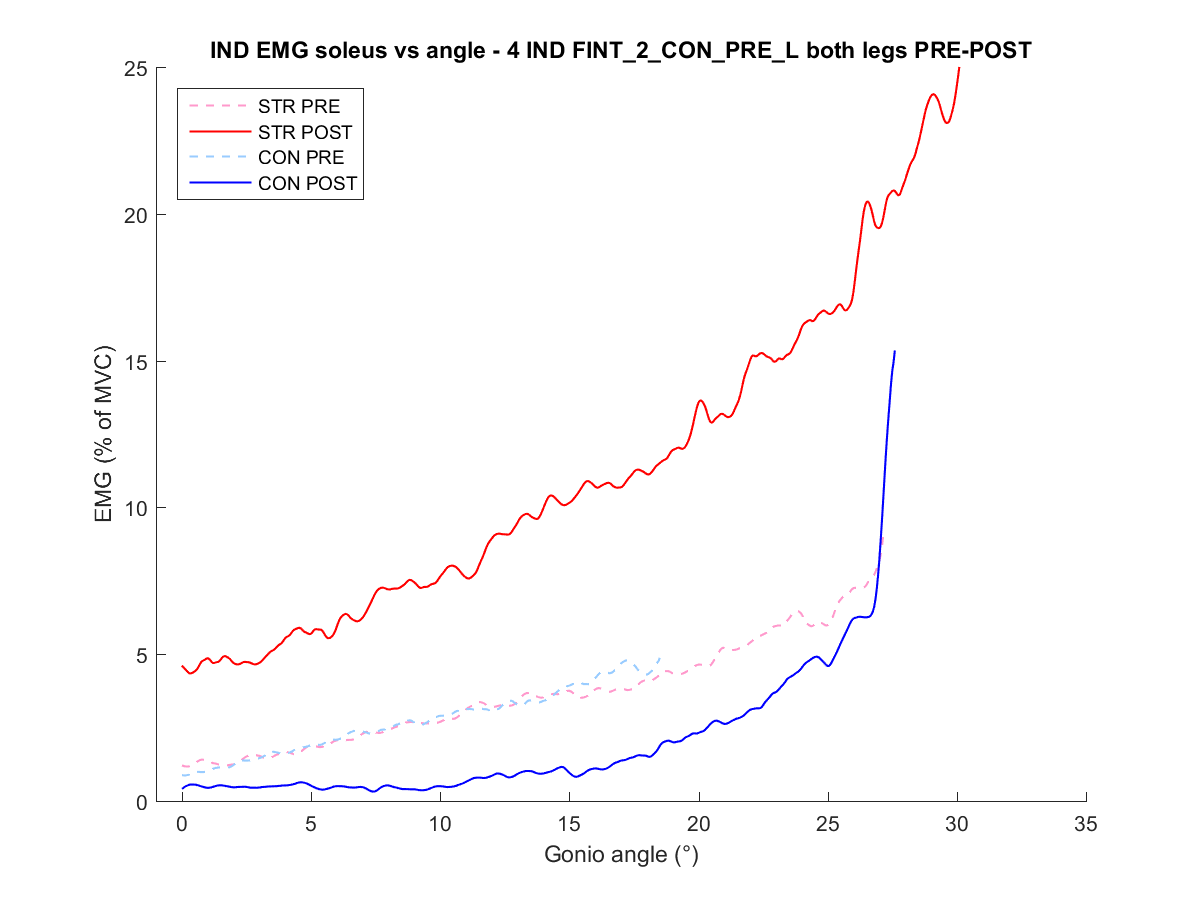 IND EMG soleus vs angle - 4 IND FINT_2_CON_PRE_L both legs PRE-POST
25
20
15
10
5
0
EMG (% of MVC)
STR PRE
STR POST
CON PRE
CON POST
0 5 10 15 20 25 30 35
Gonio angle (°)